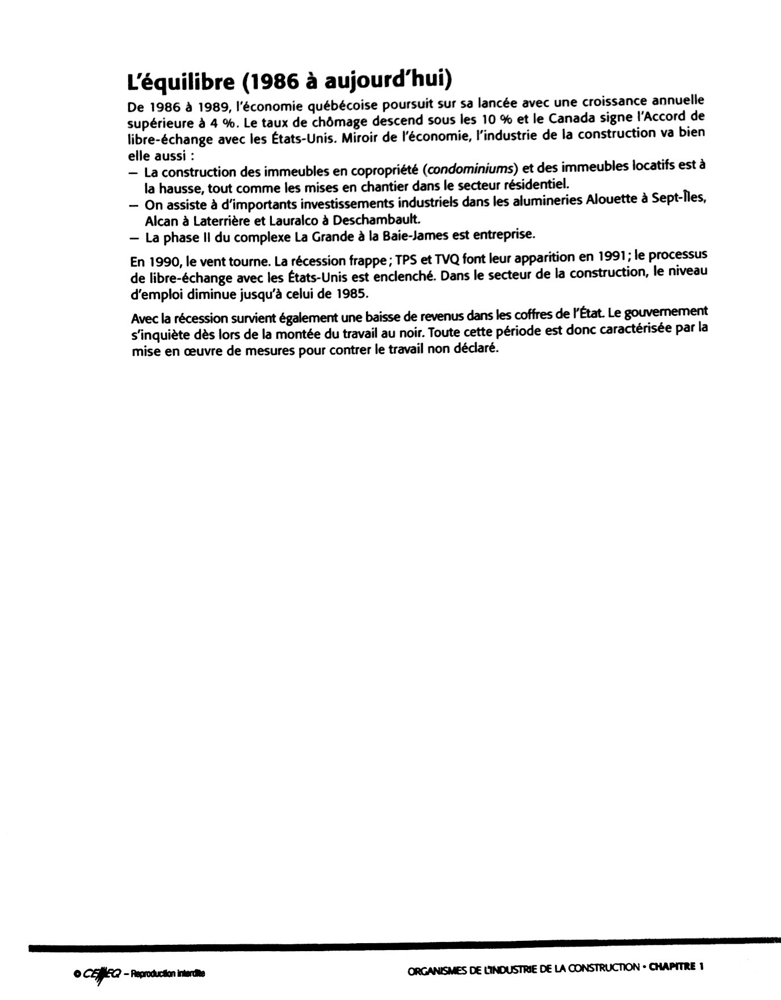 L'équilibre (1986 à aujourd'hui)
De 1986 à 1989, l'économie québécoise poursuit sur sa lancée avec une croissance annuelle
supérieure à 4 %. Le taux de chômage descend sous les 10 % et le Canada signe l'Accord de
libre-échange avec les États-Unis. Miroir de l'économie, l'industrie de la construction va bien
elle aussi :
– La construction des immeubles en copropriété (condominiums) et des immeubles locatifs est à
la hausse, tout comme les mises en chantier dans le secteur résidentiel.
– On assiste à d'importants investissements industriels dans les alumineries Alouette à Sept-Îles,
Alcan à Laterrière et Lauralco à Deschambault.
– La phase II du complexe La Grande à la Baie-James est entreprise.
En 1990, le vent tourne. La récession frappe ; TPS et TVQ font leur apparition en 1991 ; le processus
de libre-échange avec les États-Unis est enclenché. Dans le secteur de la construction, le niveau
d'emploi diminue jusqu'à celui de 1985.
Avec la récession survient également une baisse de revenus dans les coffres de l'État. Le gouvernement
s'inquiète dès lors de la montée du travail au noir. Toute cette période est donc caractérisée par la
mise en œuvre de mesures pour contrer le travail non déclaré.
© CEMEQ – Reproduction interdite
ORGANISMES DE L'INDUSTRIE DE LA CONSTRUCTION • CHAPITRE 1